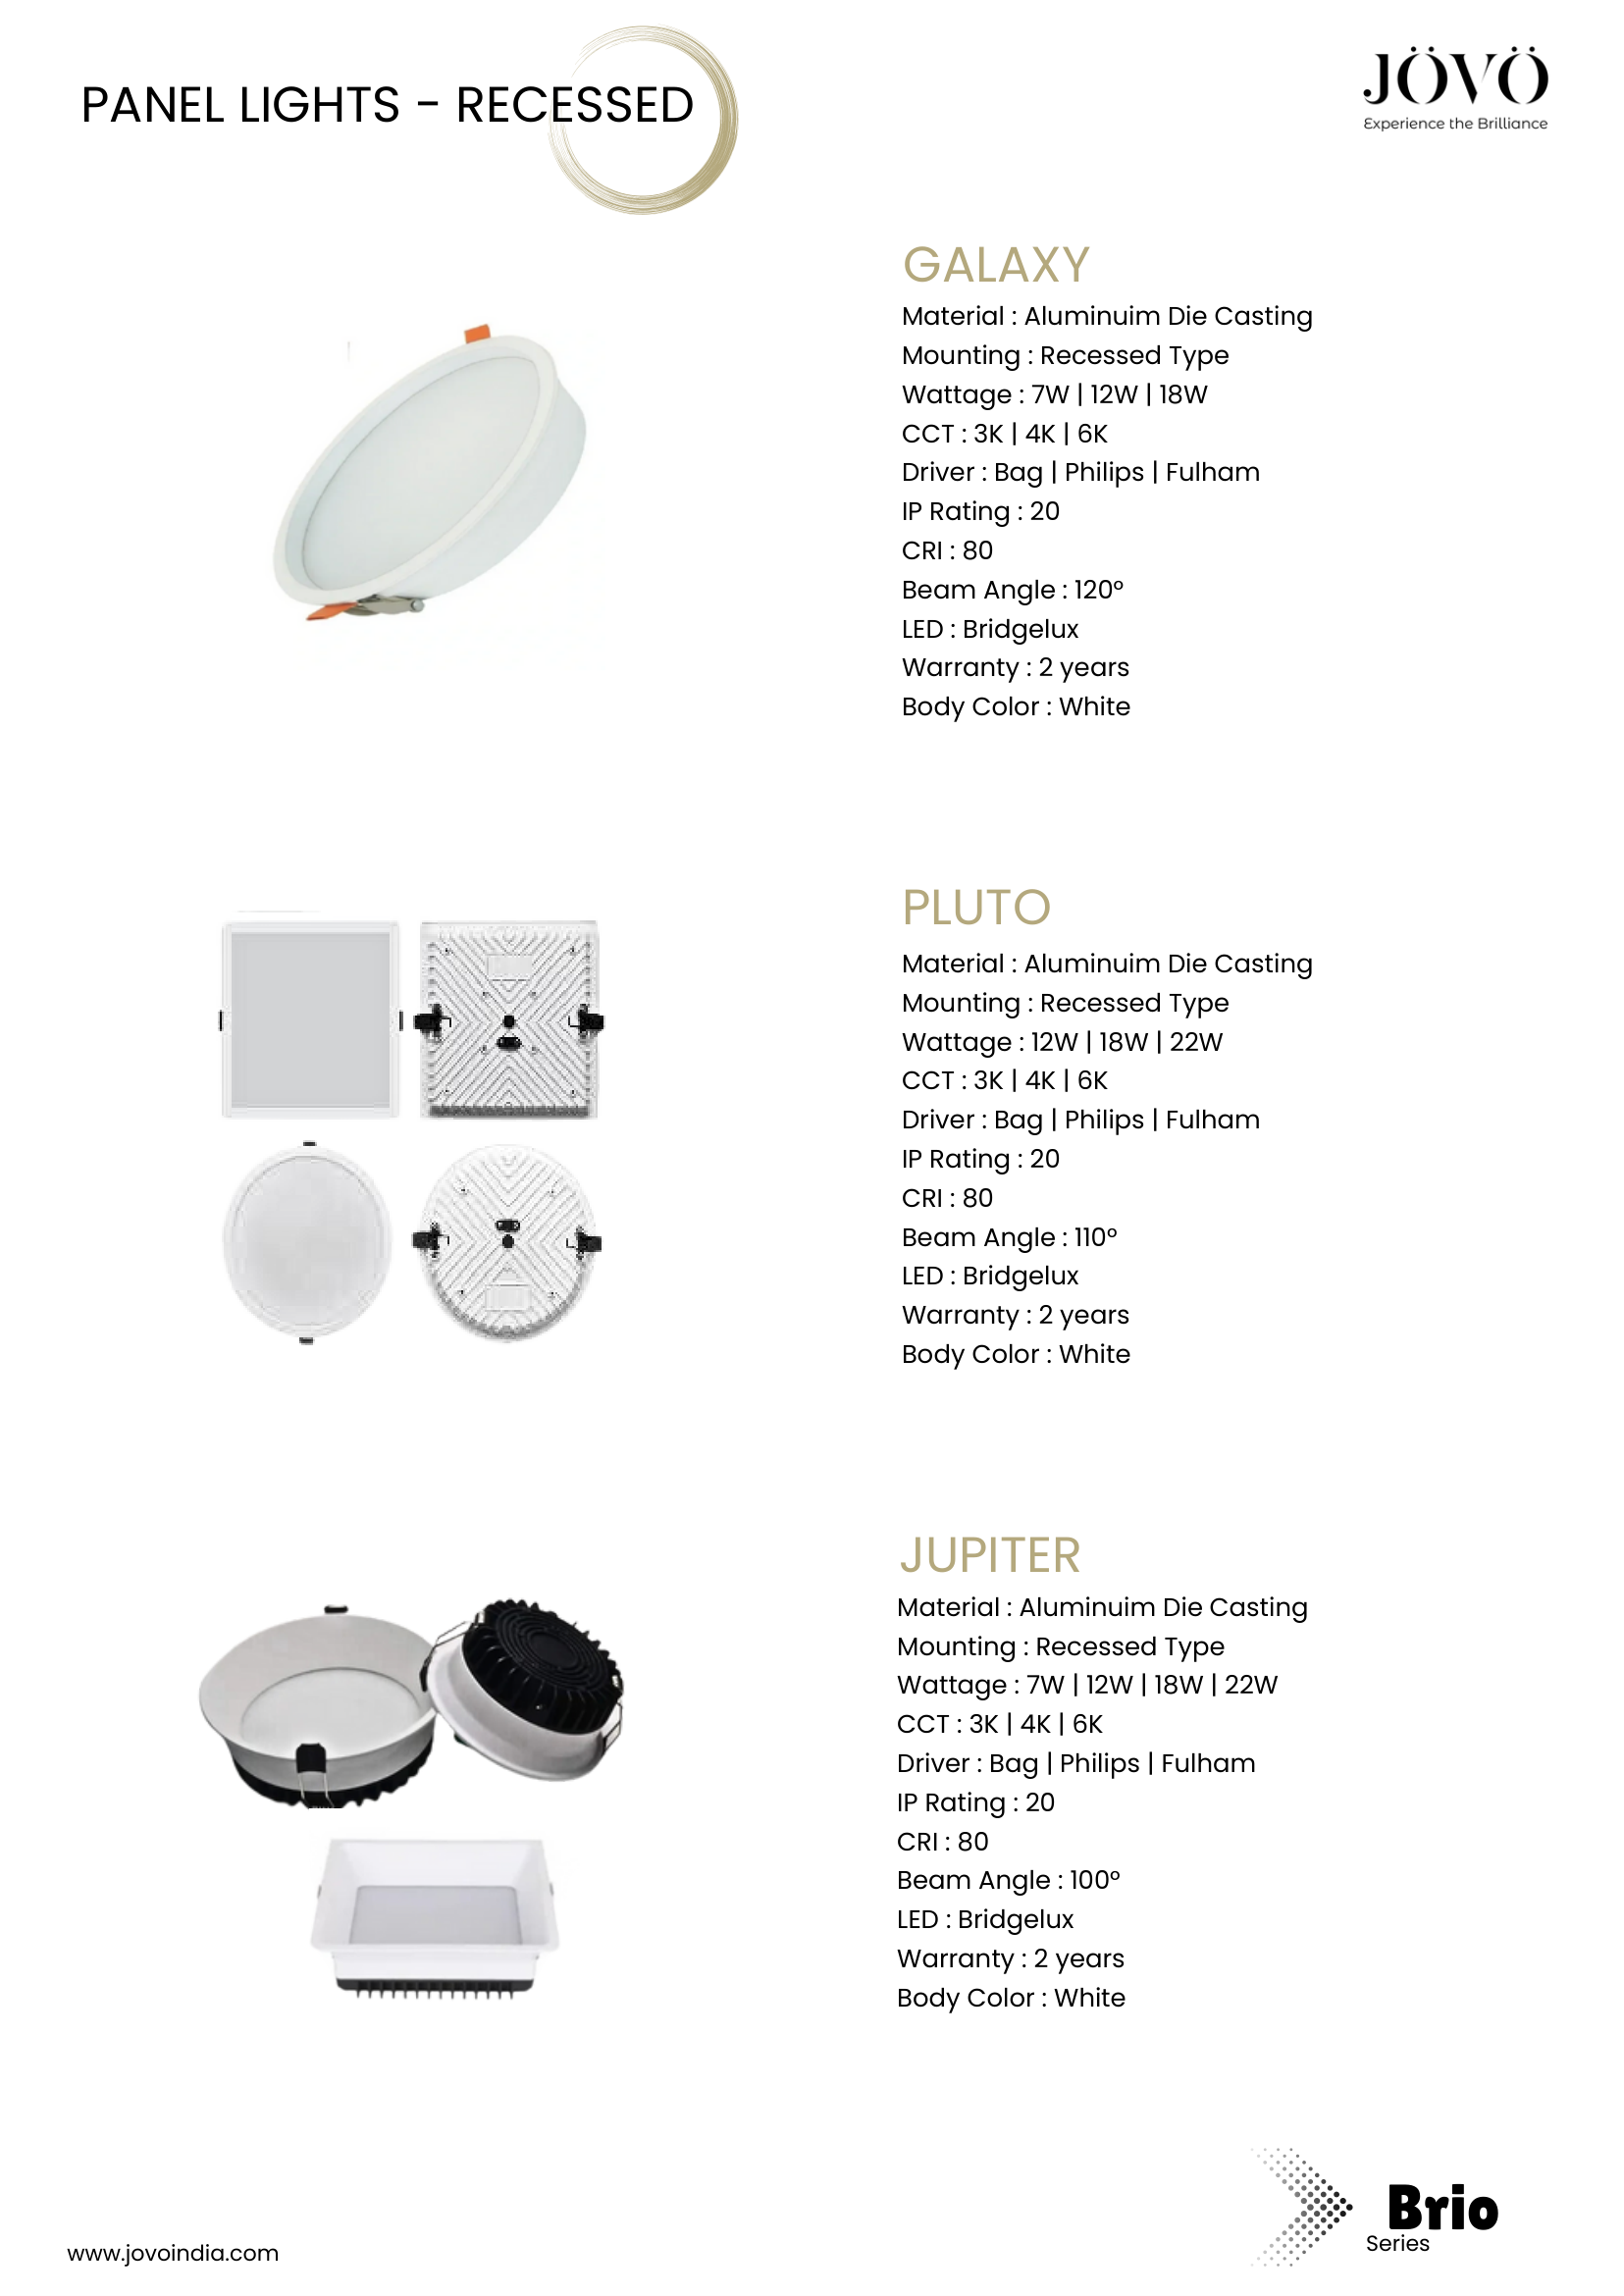 PANEL LIGHTS - RECESSED
JÖVÖ
Experience the Brilliance
GALAXY
Material : Aluminuim Die Casting
Mounting : Recessed Type
Wattage : 7W | 12W | 18W
CCT : 3K | 4K | 6K
Driver : Bag | Philips | Fulham
IP Rating : 20
CRI : 80
Beam Angle : 120°
LED : Bridgelux
Warranty : 2 years
Body Color : White
PLUTO
Material : Aluminuim Die Casting
Mounting : Recessed Type
Wattage : 12W | 18W | 22W
CCT : 3K | 4K | 6K
Driver : Bag | Philips | Fulham
IP Rating : 20
CRI : 80
Beam Angle : 110°
LED : Bridgelux
Warranty : 2 years
Body Color : White
JUPITER
Material : Aluminuim Die Casting
Mounting : Recessed Type
Wattage : 7W | 12W | 18W | 22W
CCT : 3K | 4K | 6K
Driver : Bag | Philips | Fulham
IP Rating : 20
CRI : 80
Beam Angle : 100°
LED : Bridgelux
Warranty : 2 years
Body Color : White
Brio
Series
www.jovoindia.com